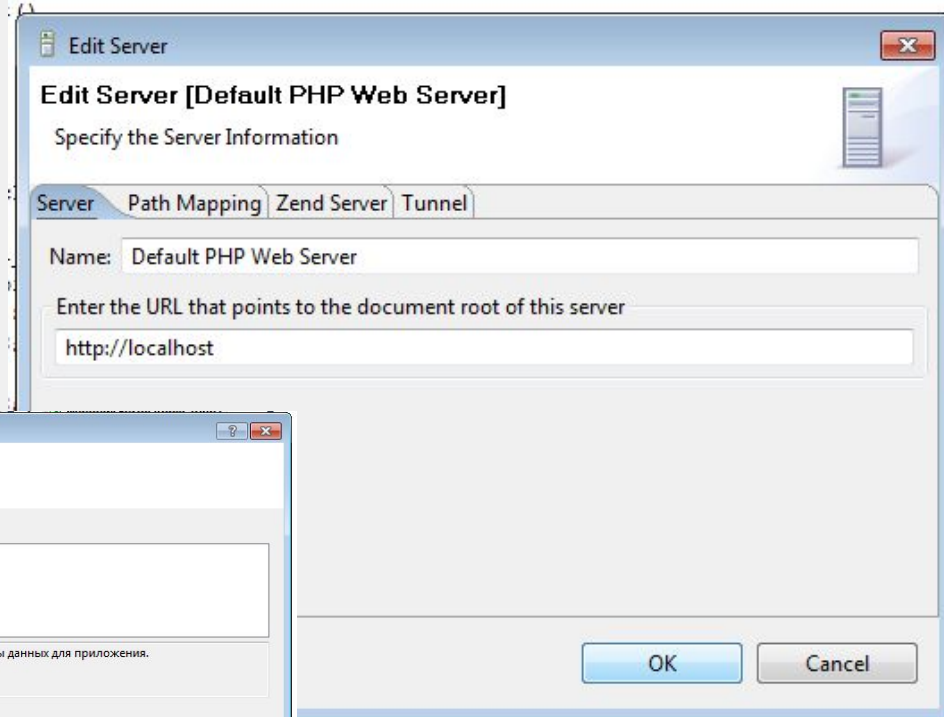 Edit Server
Edit Server [Default PHP Web Server]
Specify the Server Information
Server Path Mapping Zend Server Tunnel
Name: Default PHP Web Server
Enter the URL that points to the document root of this server
http://localhost
данных для приложения.
OK Cancel